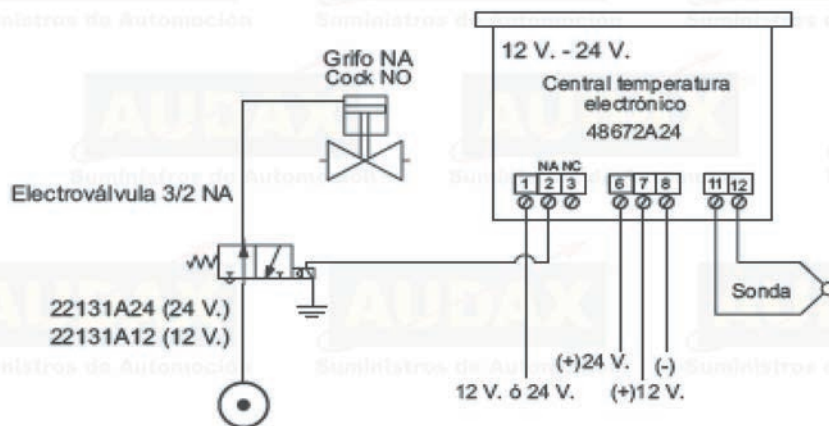 12 V. - 24 V.
Grifo NA
Cock NO
Central temperatura
electrónico
48672A24
NA NC
1 2 3 6 7 8 11 12
Electroválvula 3/2 NA
22131A24 (24 V.)
22131A12 (12 V.)
Sonda
(+)24 V. (-)
12 V. ó 24 V. (+)12 V.
AUDAX
Suministros de Automoción